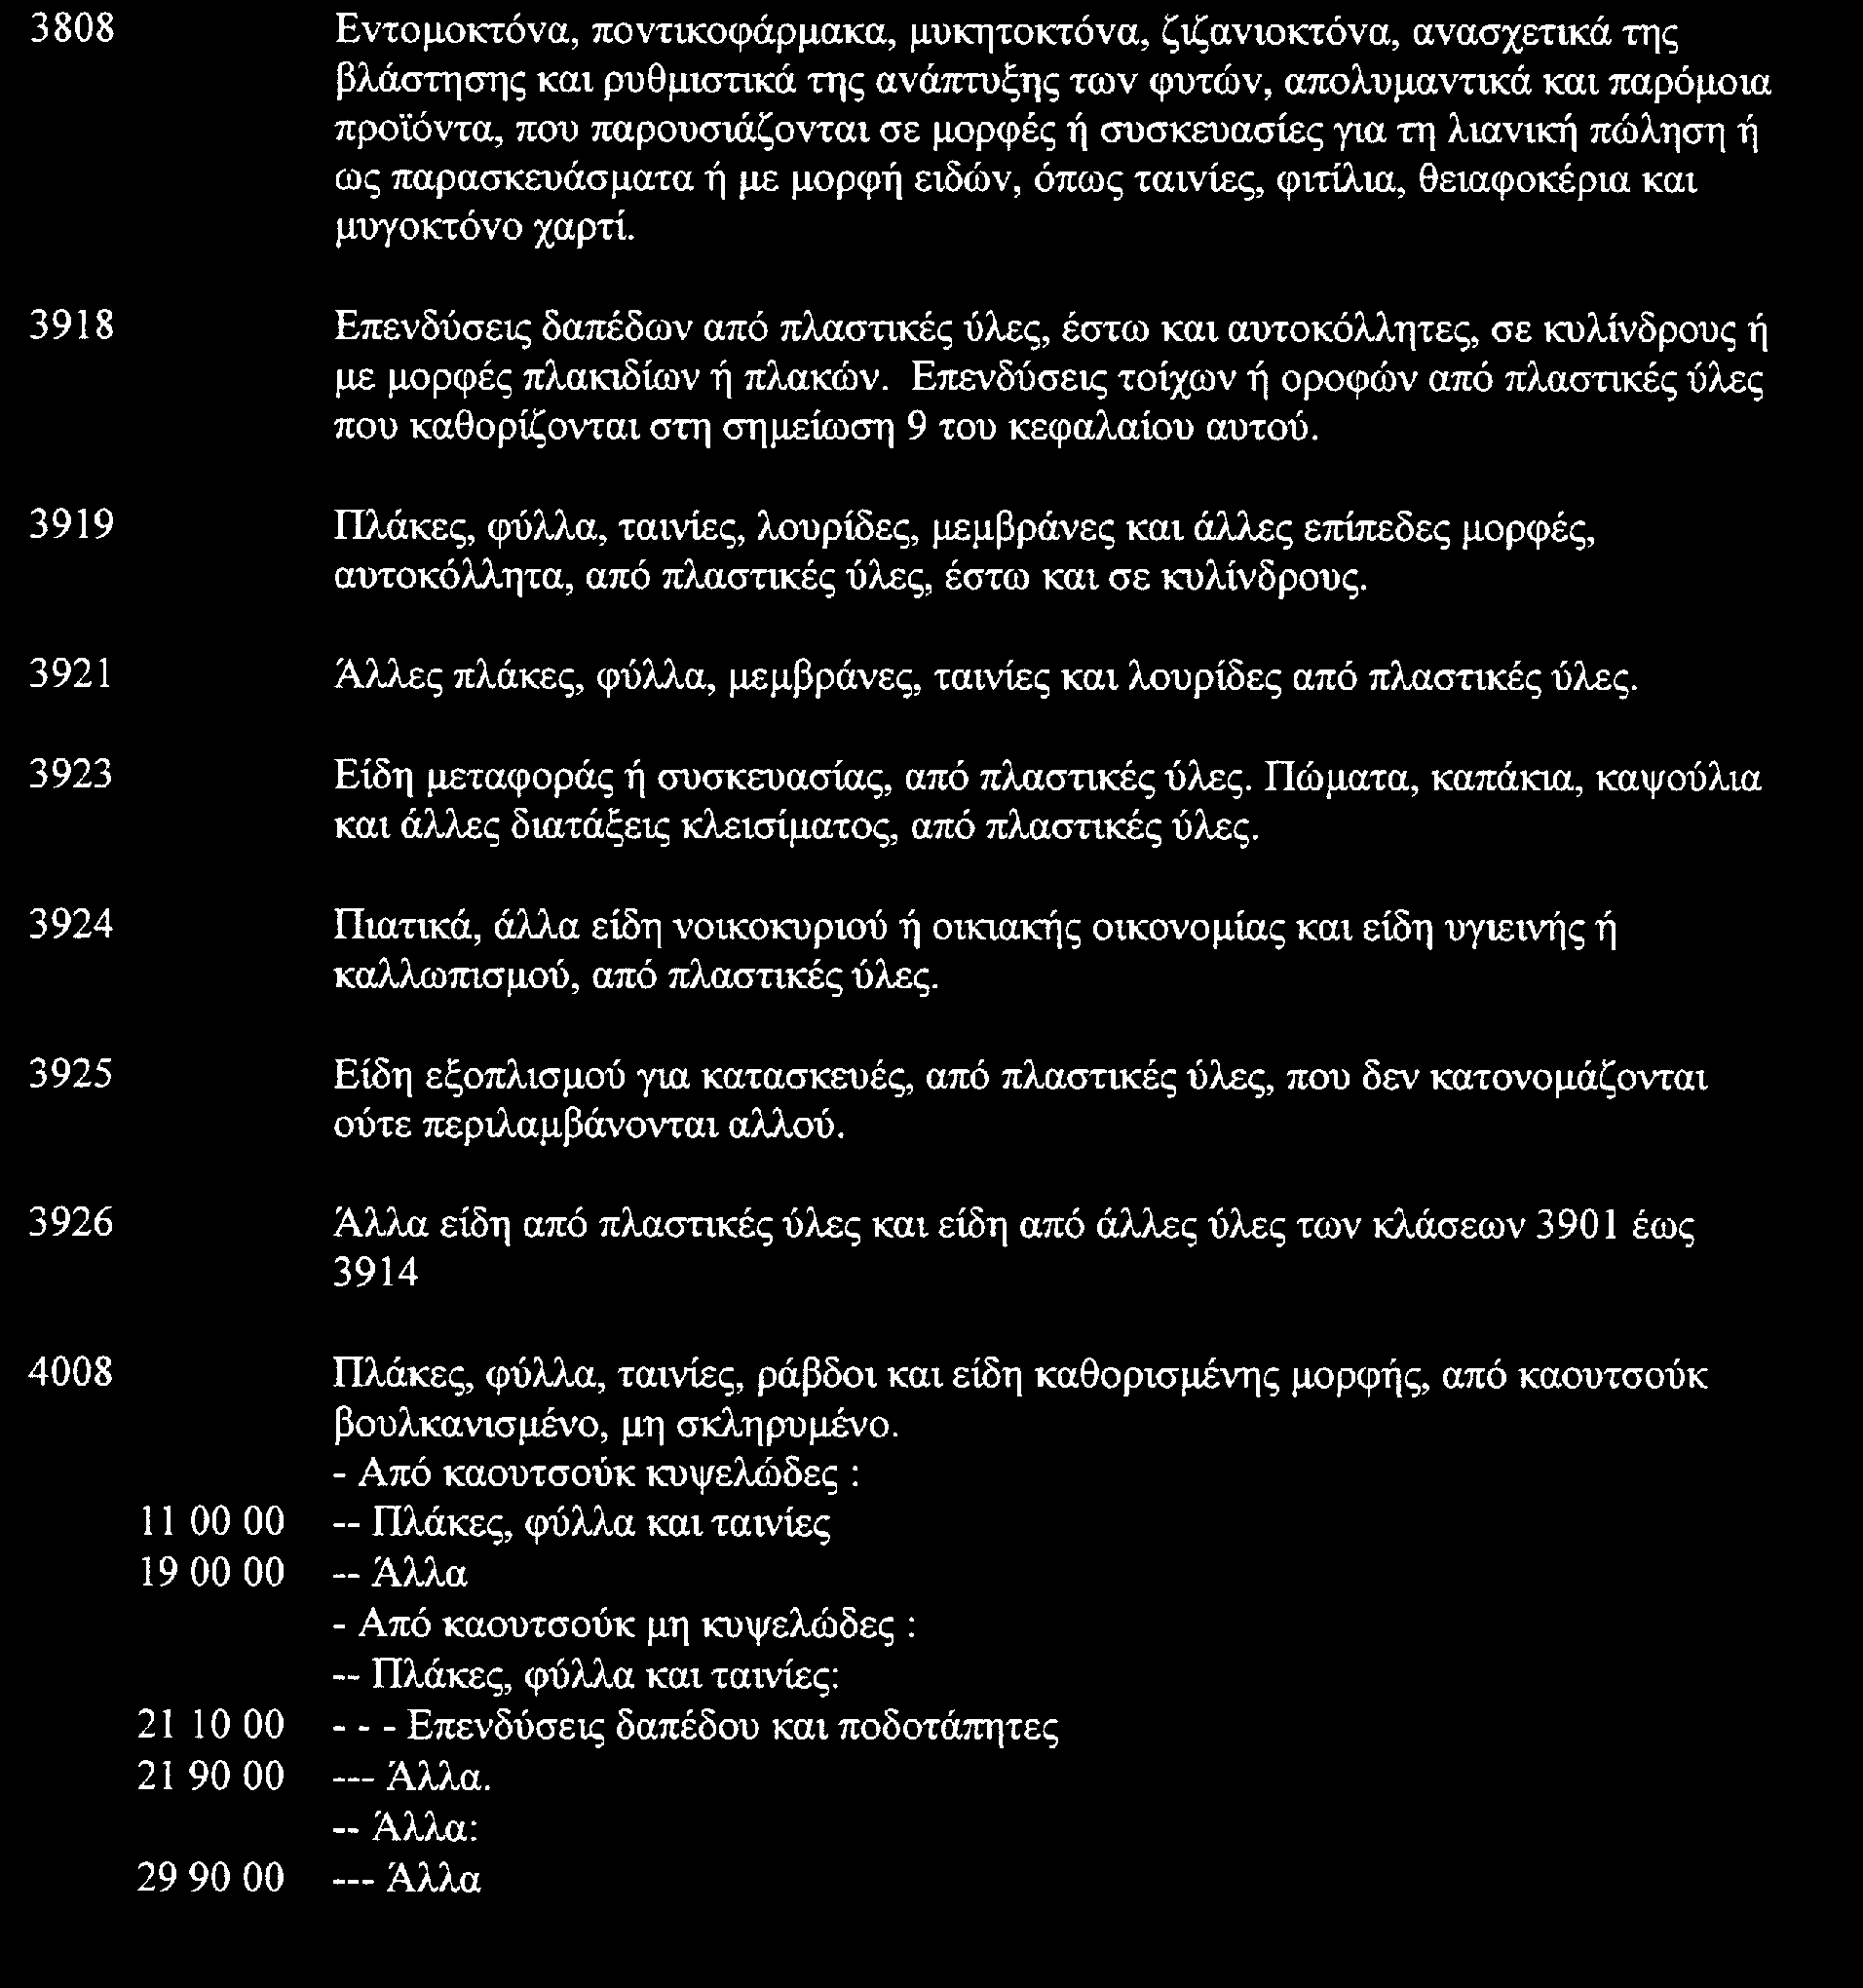 3808 Εντομοκτόνα, ποντικοφάρμακα, μυκητοκτόνα, ζιζανιοκτόνα, ανασχετικά της
βλάστησης και ρυθμιστικά της ανάπτυξης των φυτών, απολυμαντικά και παρόμοια
προϊόντα, που παρουσιάζονται σε μορφές ή συσκευασίες για τη λιανική πώληση ή
ως παρασκευάσματα ή με μορφή ειδών, όπως ταινίες, φιτίλια, θειαφοκέρια και
μυγοκτόνο χαρτί.
3918 Επενδύσεις δαπέδων από πλαστικές ύλες, έστω και αυτοκόλλητες, σε κυλίνδρους ή
με μορφές πλακιδίων ή πλακών. Επενδύσεις τοίχων ή οροφών από πλαστικές ύλες
που καθορίζονται στη σημείωση 9 του κεφαλαίου αυτού.
3919 Πλάκες, φύλλα, ταινίες, λουρίδες, μεμβράνες και άλλες επίπεδες μορφές,
αυτοκόλλητα, από πλαστικές ύλες, έστω και σε κυλίνδρους.
3921 Άλλες πλάκες, φύλλα, μεμβράνες, ταινίες και λουρίδες από πλαστικές ύλες.
3923 Είδη μεταφοράς ή συσκευασίας, από πλαστικές ύλες. Πώματα, καπάκια, καψούλια
και άλλες διατάξεις κλεισίματος, από πλαστικές ύλες.
3924 Πιατικά, άλλα είδη νοικοκυριού ή οικιακής οικονομίας και είδη υγιεινής ή
καλλωπισμού, από πλαστικές ύλες.
3925 Είδη εξοπλισμού για κατασκευές, από πλαστικές ύλες, που δεν κατονομάζονται
ούτε περιλαμβάνονται αλλού.
3926 Άλλα είδη από πλαστικές ύλες και είδη από άλλες ύλες των κλάσεων 3901 έως
3914
4008 Πλάκες, φύλλα, ταινίες, ράβδοι και είδη καθορισμένης μορφής, από καουτσούκ
βουλκανισμένο, μη σκληρυμένο.
- Από καουτσούκ κυψελώδες :
11 00 00 -- Πλάκες, φύλλα και ταινίες
19 00 00 -- Άλλα
- Από καουτσούκ μη κυψελώδες :
-- Πλάκες, φύλλα και ταινίες:
21 10 00 - - - Επενδύσεις δαπέδου και ποδοτάπητες
21 90 00 --- Άλλα.
-- Άλλα:
29 90 00 --- Άλλα